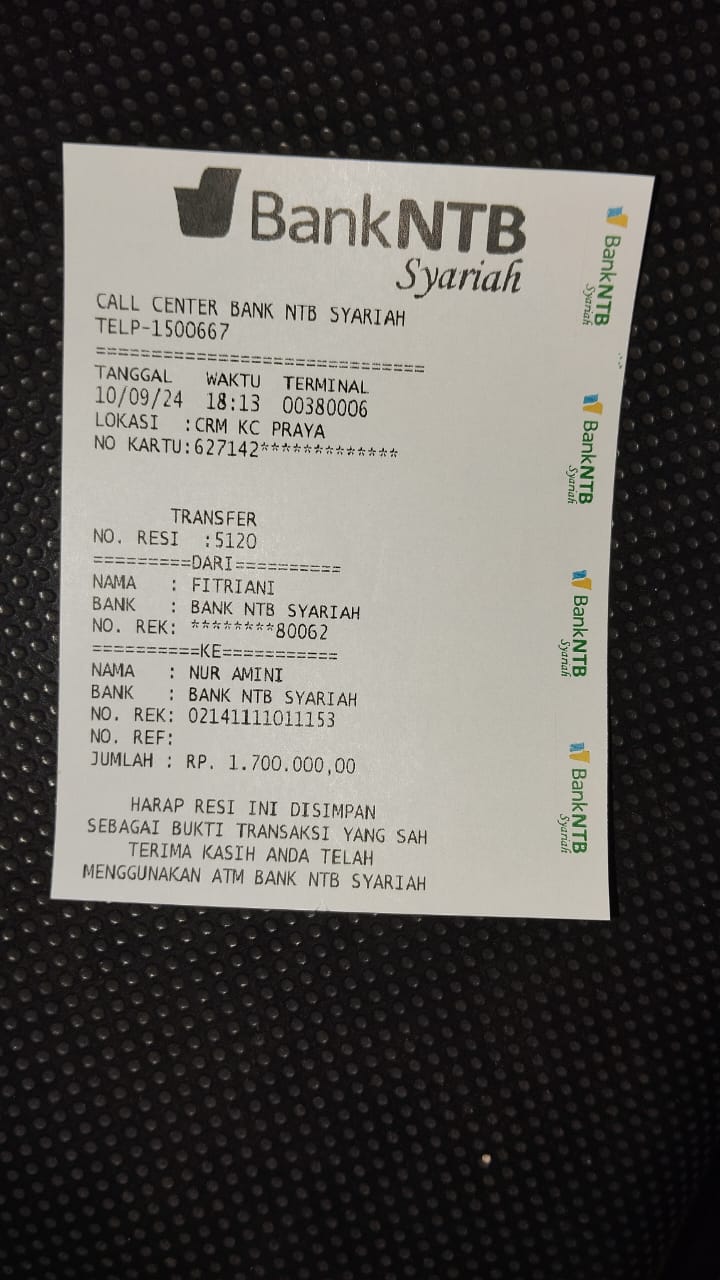 BankNTB
Syariah
CALL CENTER BANK NTB SYARIAH
TELP-1500667
=============================
TANGGAL WAKTU TERMINAL
10/09/24 18:13 00380006
LOKASI :CRM KC PRAYA
NO KARTU:627142*************
TRANSFER
NO. RESI :5120
=========DARI==========
NAMA : FITRIANI
BANK : BANK NTB SYARIAH
NO. REK: ********80062
==========KE===========
NAMA : NUR AMINI
BANK : BANK NTB SYARIAH
NO. REK: 02141111011153
NO. REF:
JUMLAH : RP. 1.700.000,00
HARAP RESI INI DISIMPAN
SEBAGAI BUKTI TRANSAKSI YANG SAH
TERIMA KASIH ANDA TELAH
MENGGUNAKAN ATM BANK NTB SYARIAH
BankNTB
Syariah
BankNTB
Syariah
BankNTB
Syariah
BankNTB
Syariah